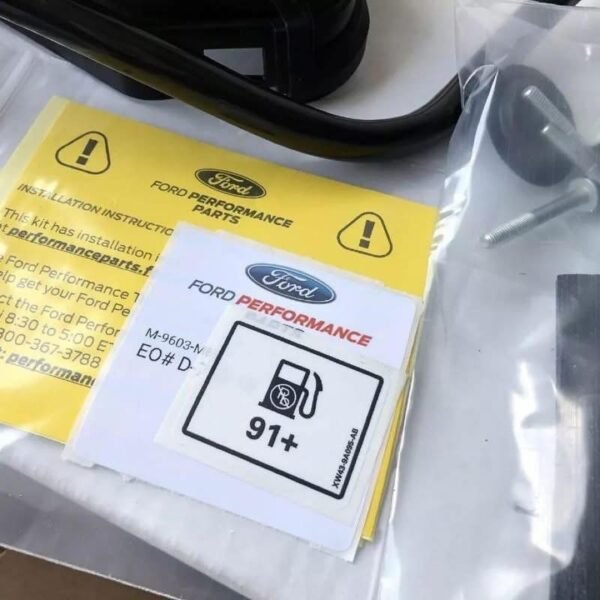 Ford
FORD PERFORMANCE
PARTS
INSTALLATION INSTRUCTIO
This kit has installation i
performanceparts.f
Ford Performance T
elp get your Ford Pe
ct the Ford Perfor
8:30 to 5:00 ET
800-367-3788
performan
Ford
FORD PERFORMANCE
PARTS
M-9603-M
EO# D-
91+
XW43-9A095-AB